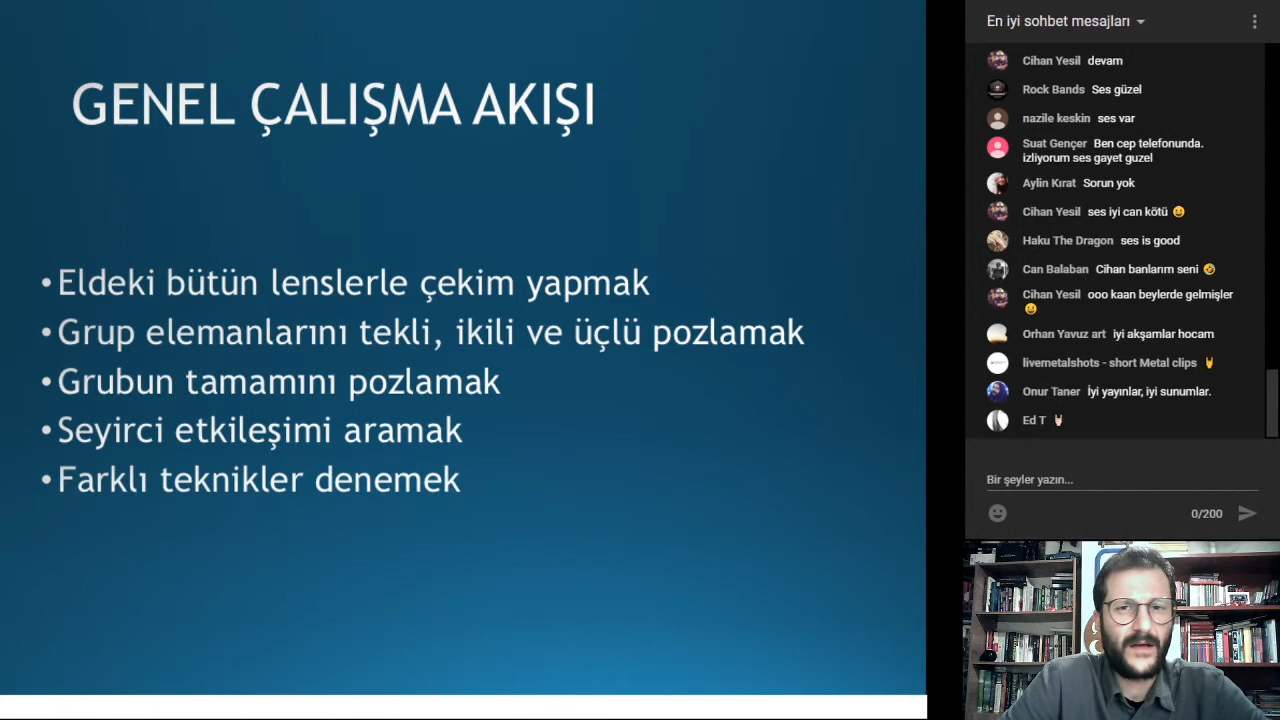 GENEL ÇALIŞMA AKIŞI
•Eldeki bütün lenslerle çekim yapmak
•Grup elemanlarını tekli, ikili ve üçlü pozlamak
•Grubun tamamını pozlamak
•Seyirci etkileşimi aramak
•Farklı teknikler denemek
En iyi sohbet mesajları
Cihan Yesil devam
Rock Bands Ses güzel
nazile keskin ses var
Suat Gençer Ben cep telefonunda.
izliyorum ses gayet guzel
Aylin Kırat Sorun yok
Cihan Yesil ses iyi can kötü 😆
Haku The Dragon ses is good
Can Balaban Cihan banlarım seni 🤣
Cihan Yesil ooo kaan beylerde gelmişler
😆
Orhan Yavuz art iyi akşamlar hocam
livemetalshots - short Metal clips 🤘
Onur Taner İyi yayınlar, iyi sunumlar.
Ed T 🤘🏻
Bir şeyler yazın...
0/200